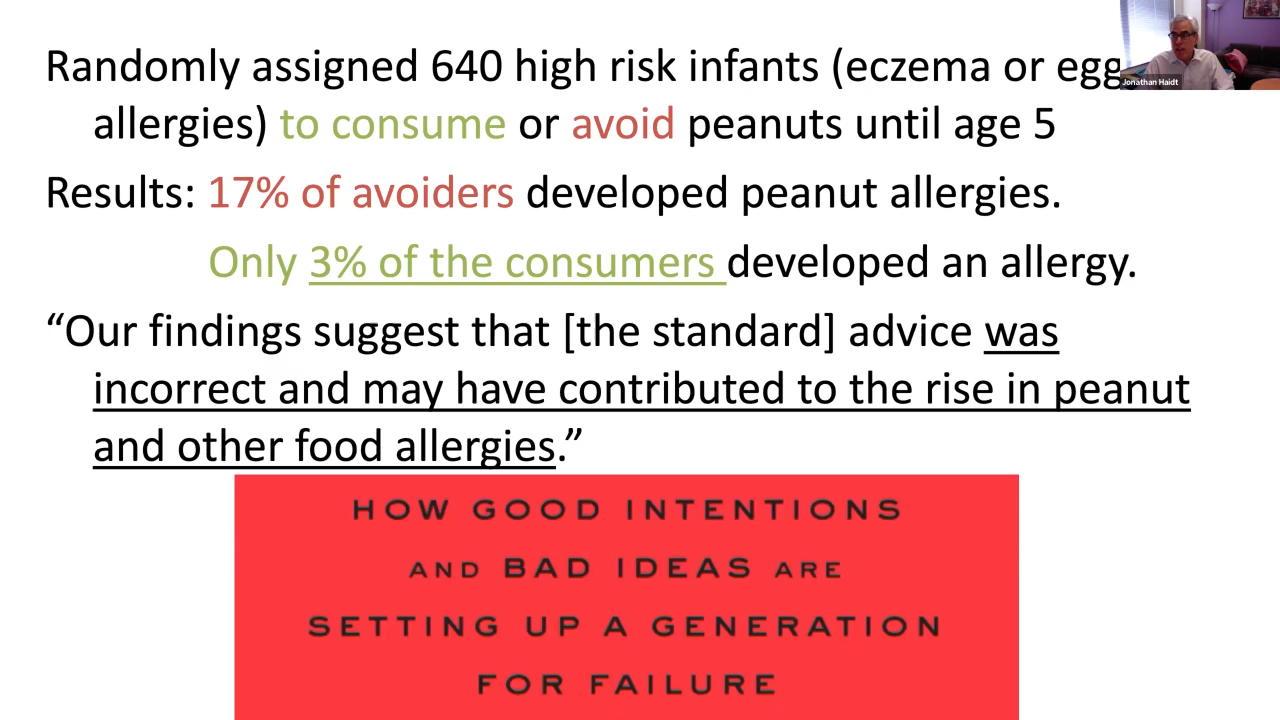 Randomly assigned 640 high risk infants (eczema or egg
allergies) to consume or avoid peanuts until age 5
Results: 17% of avoiders developed peanut allergies.
Only 3% of the consumers developed an allergy.
“Our findings suggest that [the standard] advice was
incorrect and may have contributed to the rise in peanut
and other food allergies.”
HOW GOOD INTENTIONS
AND BAD IDEAS ARE
SETTING UP A GENERATION
FOR FAILURE
Jonathan Haidt